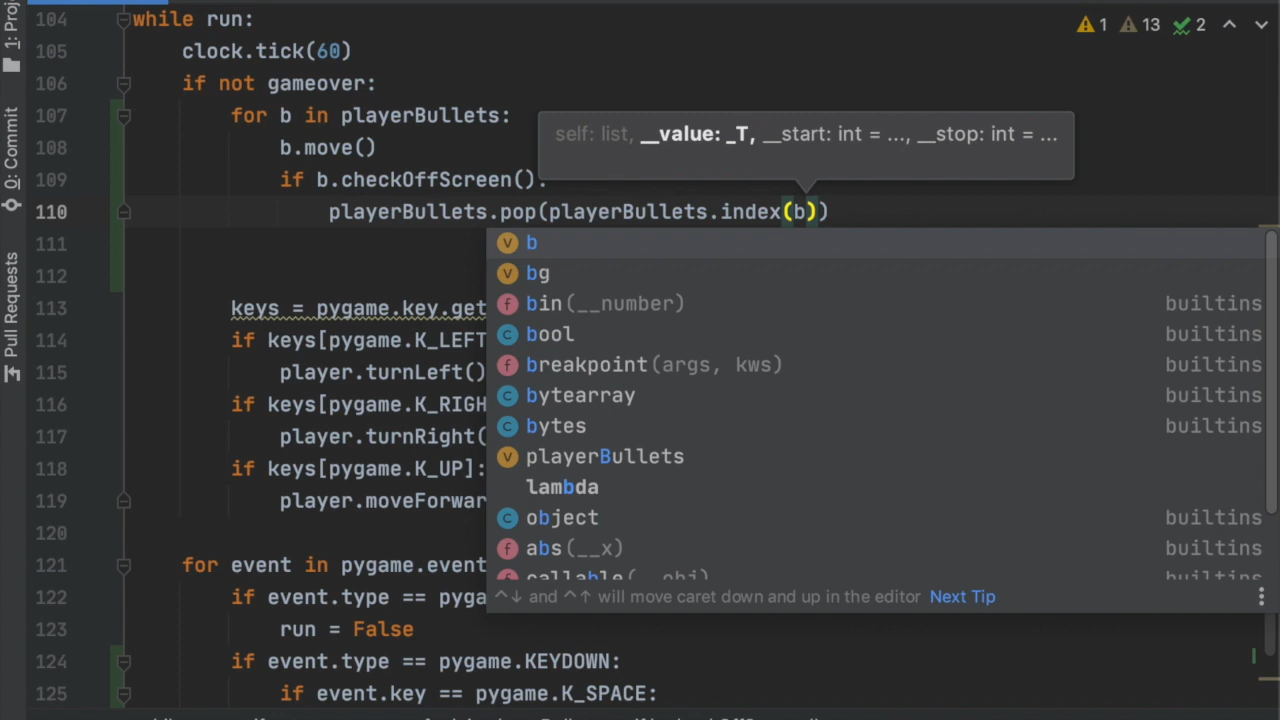 1: Proj
0: Commit
Pull Requests
1 13 2
104 while run:
105 clock.tick(60)
106 if not gameover:
107 for b in playerBullets:
108 b.move()
109 if b.checkOffScreen():
110 playerBullets.pop(playerBullets.index(b))
111
112
113 keys = pygame.key.get
114 if keys[pygame.K_LEFT
115 player.turnLeft()
116 if keys[pygame.K_RIGH
117 player.turnRight(
118 if keys[pygame.K_UP]:
119 player.moveForwar
120
121 for event in pygame.event
122 if event.type == pyga
123 run = False
124 if event.type == pygame.KEYDOWN:
125 if event.key == pygame.K_SPACE:
self: list, __value: _T, __start: int = ..., __stop: int = ...
v b
v bg
f bin(__number) builtins
c bool builtins
f breakpoint(args, kws) builtins
c bytearray builtins
c bytes builtins
v playerBullets
lambda
c object builtins
f abs(__x) builtins
f callable(__obj) builtins
^↓ and ^↑ will move caret down and up in the editor Next Tip